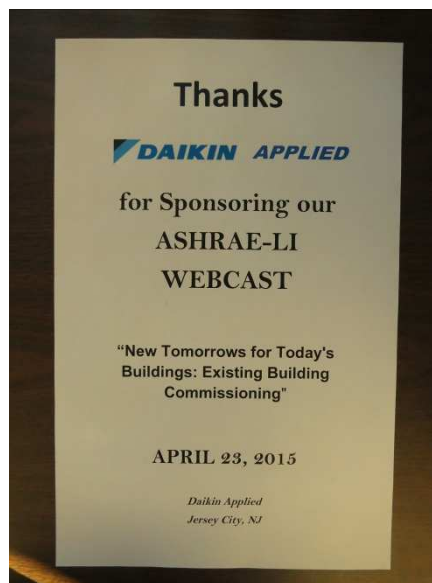 Thanks
DAIKIN APPLIED
for Sponsoring our
ASHRAE-LI
WEBCAST
“New Tomorrows for Today's
Buildings: Existing Building
Commissioning”
APRIL 23, 2015
Daikin Applied
Jersey City, NJ